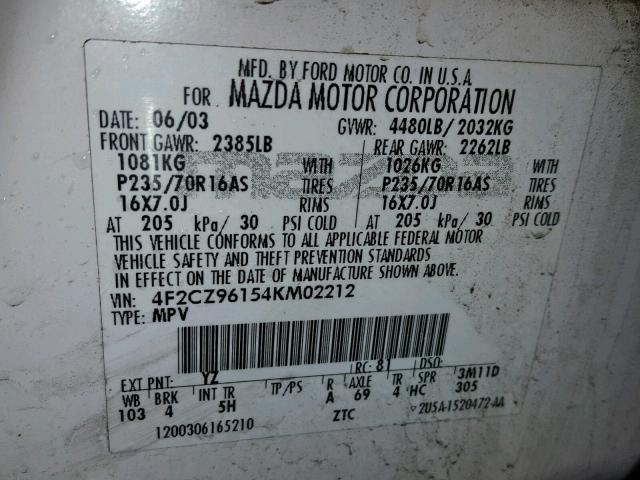 MFD. BY FORD MOTOR CO. IN U.S.A.
FOR MAZDA MOTOR CORPORATION
DATE: 06/03 GVWR: 4480LB/ 2032KG
FRONT GAWR: 2385LB REAR GAWR: 2262LB
1081KG WITH 1026KG WITH
P235/70R16AS TIRES P235/70R16AS TIRES
16X7.0J RIMS 16X7.0J RIMS
AT 205 kPa/ 30 PSI COLD AT 205 kPa/ 30 PSI COLD
THIS VEHICLE CONFORMS TO ALL APPLICABLE FEDERAL MOTOR
VEHICLE SAFETY AND THEFT PREVENTION STANDARDS
IN EFFECT ON THE DATE OF MANUFACTURE SHOWN ABOVE.
VIN: 4F2CZ96154KM02212
TYPE: MPV
EXT PNT: YZ RC: 81 DSO:
WB BRK INT TR TP/PS R AXLE TR SPR 3M11D
103 4 5H A 69 4 HC 305
1200306165210 ZTC 2U5A-1520472-AA